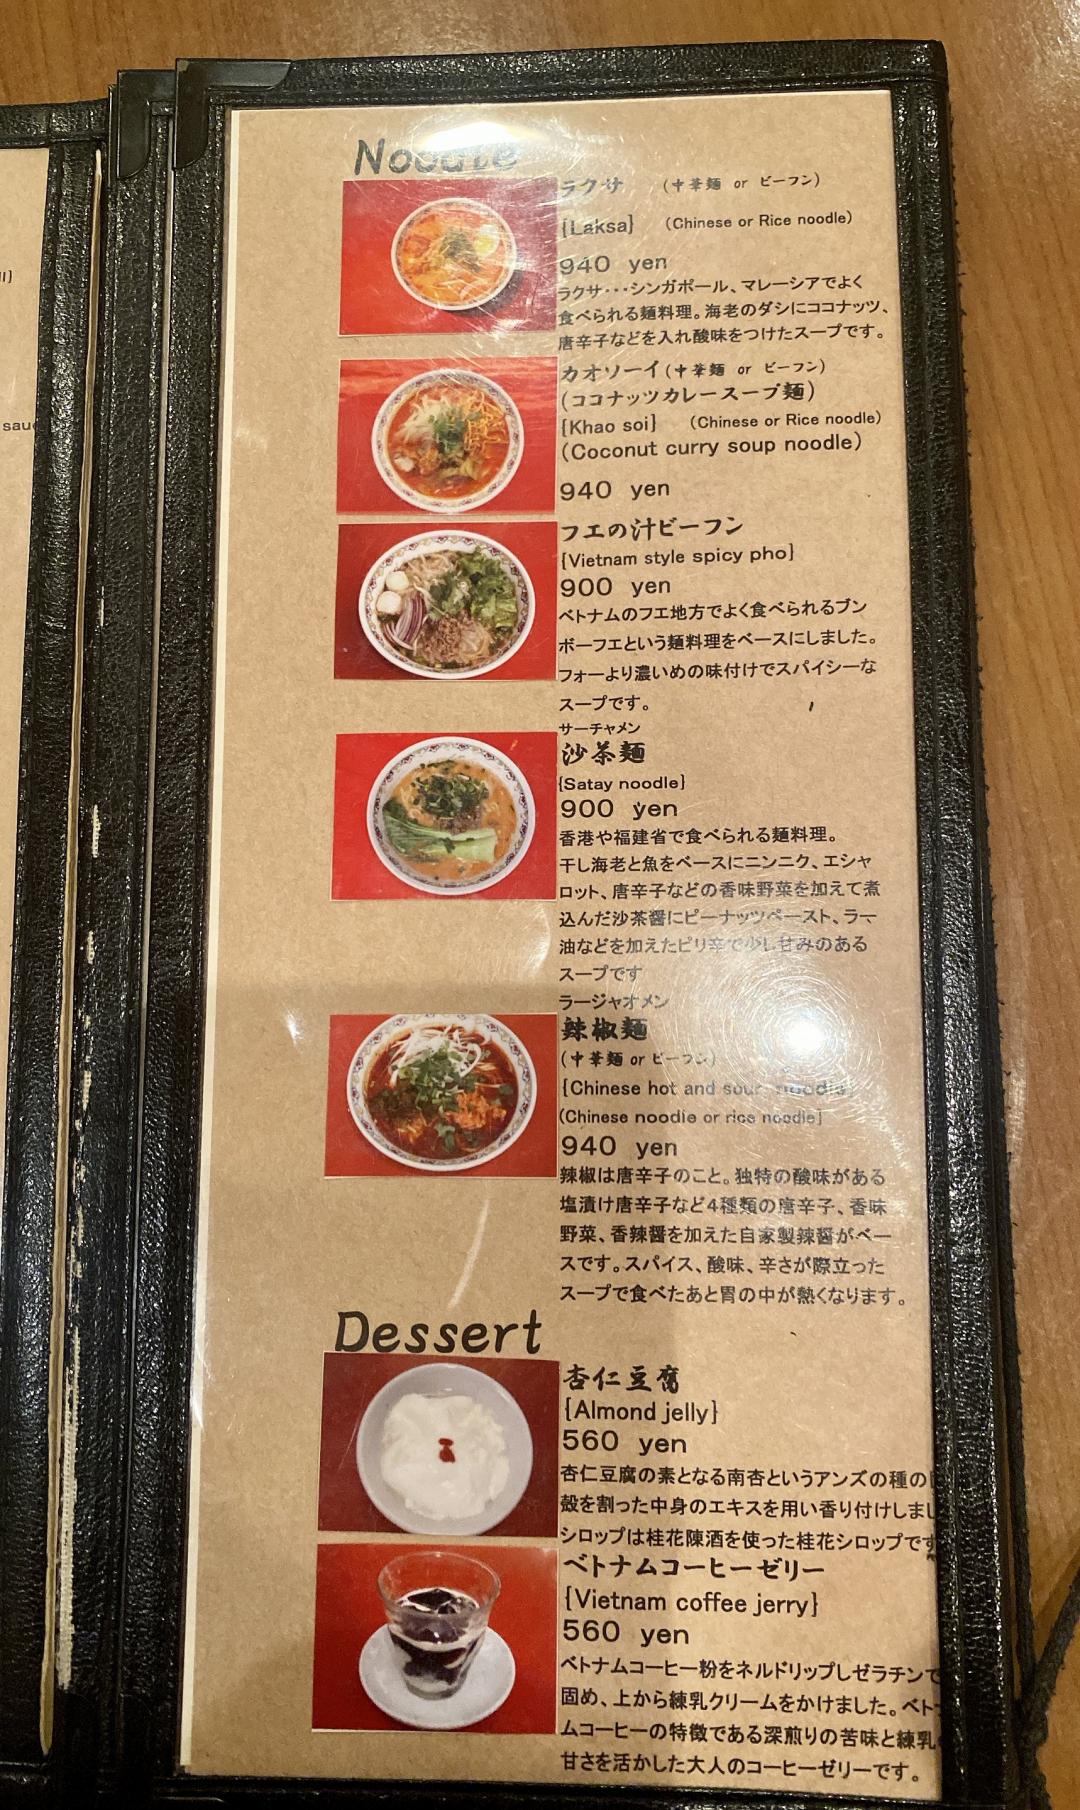 Noodle
ラクサ (中華麺 or ビーフン)
{Laksa} (Chinese or Rice noodle)
940 yen
ラクサ･･･シンガポール、マレーシアでよく
食べられる麺料理。海老のダシにココナッツ、
唐辛子などを入れ酸味をつけたスープです。
カオソーイ(中華麺 or ビーフン)
(ココナッツカレースープ麺)
{Khao soi} (Chinese or Rice noodle)
(Coconut curry soup noodle)
940 yen
フエの汁ビーフン
{Vietnam style spicy pho}
900 yen
ベトナムのフエ地方でよく食べられるブン
ボーフエという麺料理をベースにしました。
フォーより濃いめの味付けでスパイシーな
スープです。
サーチャメン
沙茶麺
{Satay noodle}
900 yen
香港や福建省で食べられる麺料理。
干し海老と魚をベースにニンニク、エシャ
ロット、唐辛子などの香味野菜を加えて煮
込んだ沙茶醤にピーナッツペースト、ラー
油などを加えたピリ辛で少し甘みのある
スープです
ラージャオメン
辣椒麺
(中華麺 or ビーフン)
{Chinese hot and sour noodle}
(Chinese noodle or rice noodle]
940 yen
辣椒は唐辛子のこと。独特の酸味がある
塩漬け唐辛子など4種類の唐辛子、香味
野菜、香辣醤を加えた自家製辣醤がベー
スです。スパイス、酸味、辛さが際立った
スープで食べたあと胃の中が熱くなります。
Dessert
杏仁豆腐
{Almond jelly}
560 yen
杏仁豆腐の素となる南杏というアンズの種の
殻を割った中身のエキスを用い香り付けしまし
シロップは桂花陳酒を使った桂花シロップです
ベトナムコーヒーゼリー
{Vietnam coffee jerry}
560 yen
ベトナムコーヒー粉をネルドリップしゼラチンで
固め、上から練乳クリームをかけました。ベト
ムコーヒーの特徴である深煎りの苦味と練乳
甘さを活かした大人のコーヒーゼリーです。